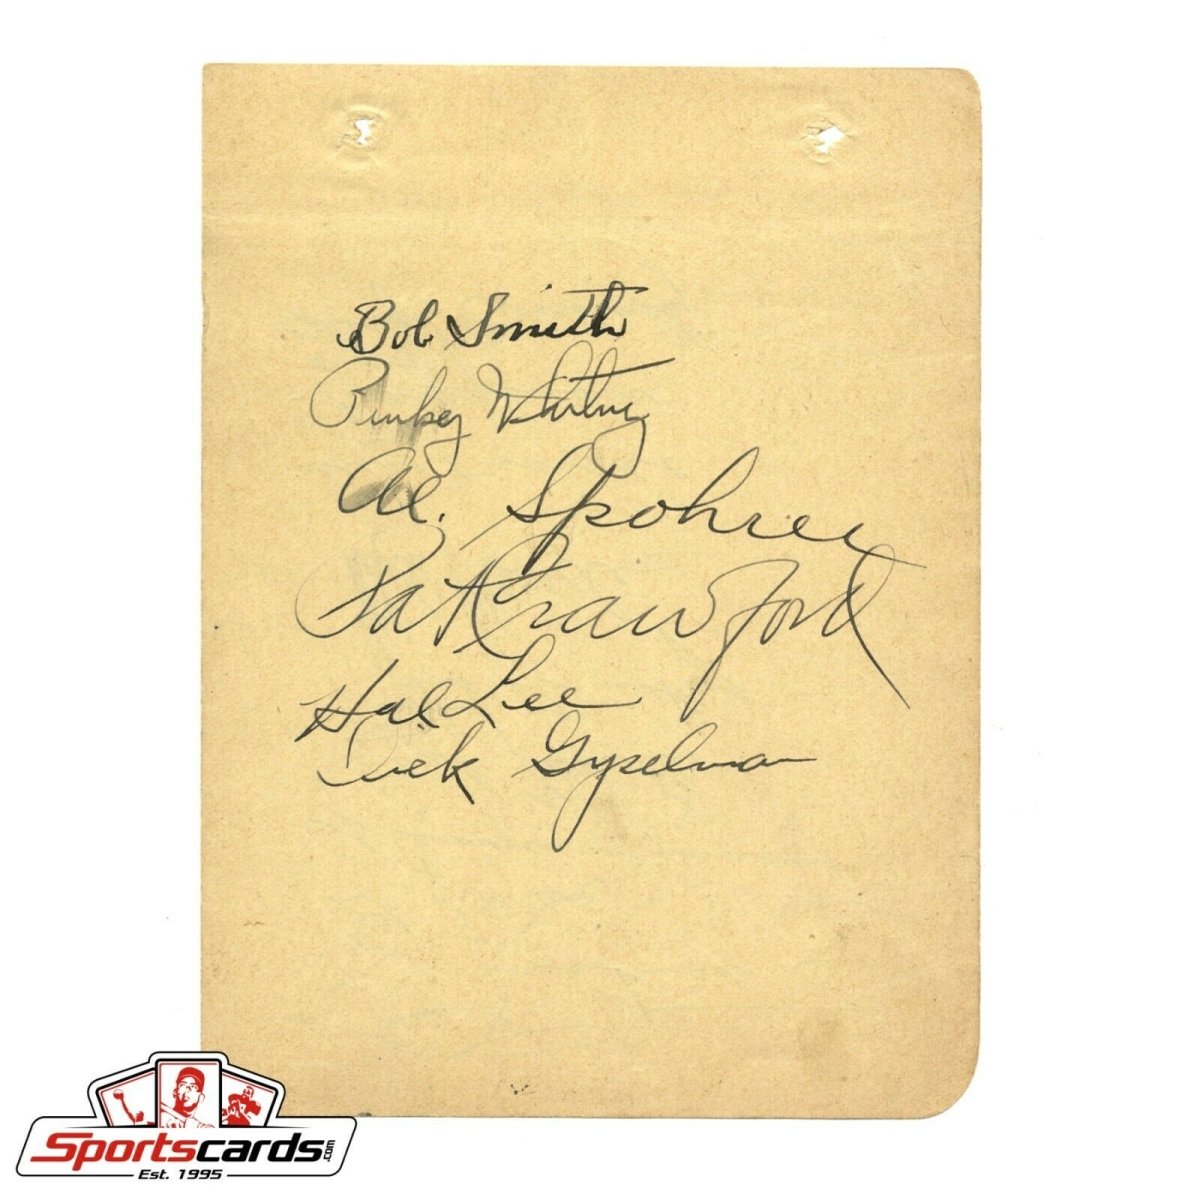 Bob Smith
Pinkey Whitney
Al. Spohrer
Pat Crawford
Hal Lee
Dick Gyselman
Sportscards.com
Est. 1995